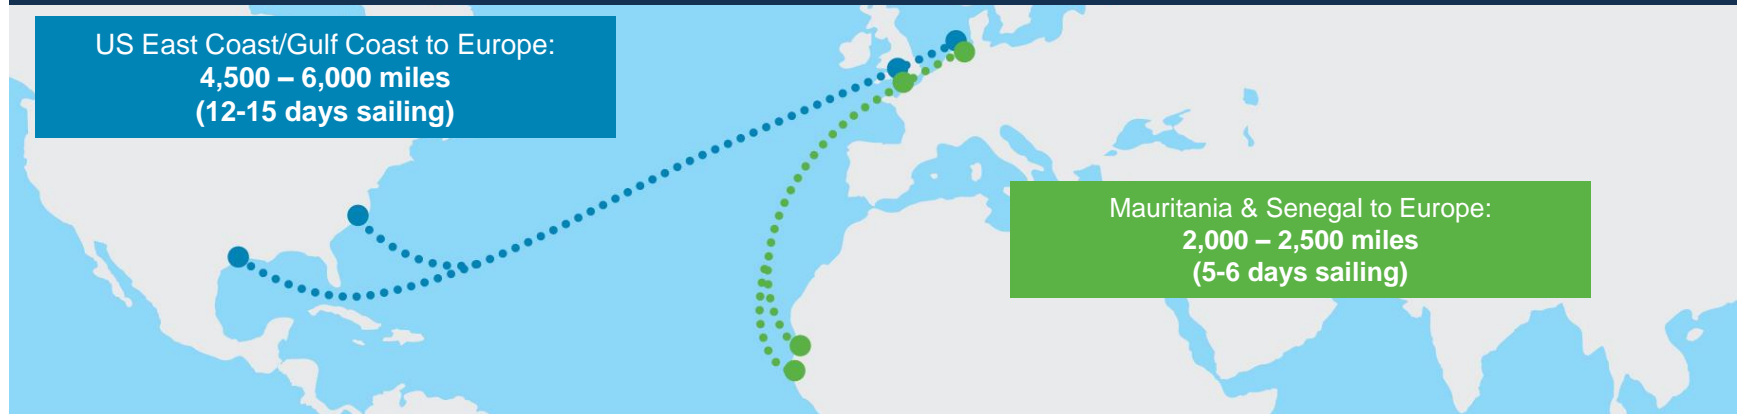 US East Coast/Gulf Coast to Europe:
4,500 – 6,000 miles
(12-15 days sailing)
Mauritania & Senegal to Europe:
2,000 – 2,500 miles
(5-6 days sailing)